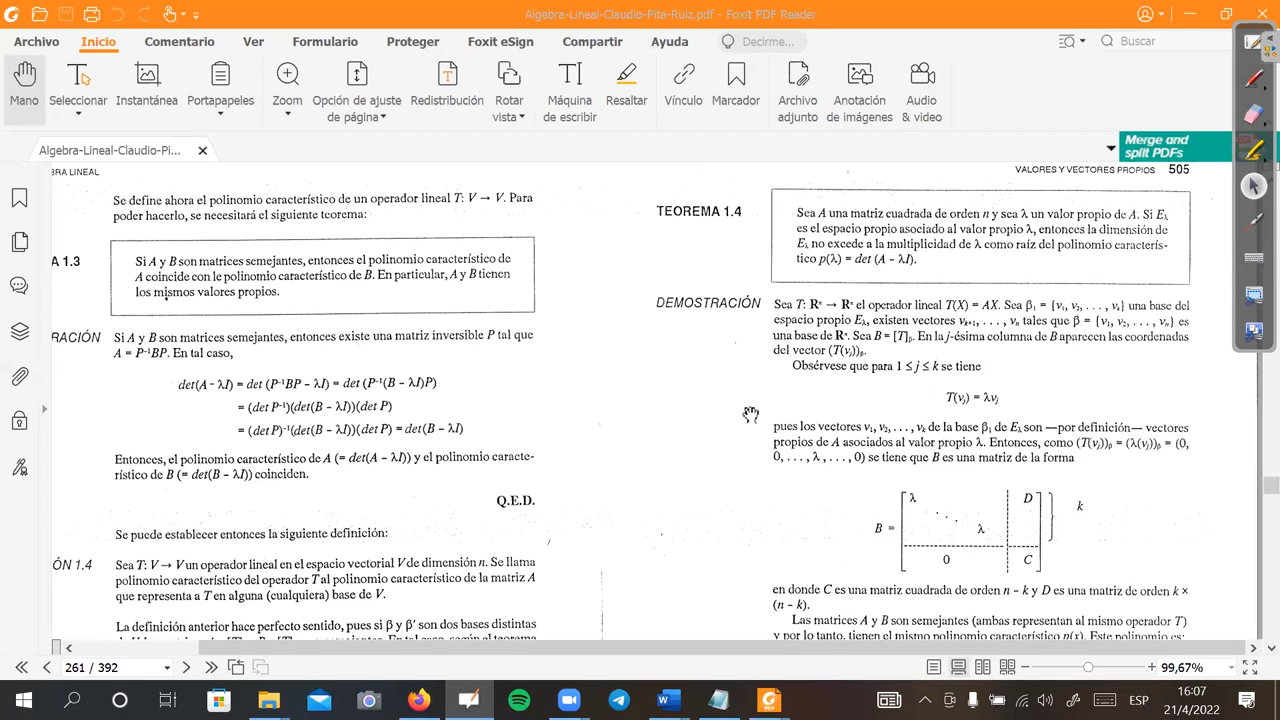 Algebra-Lineal-Claudio-Pita-Ruiz.pdf - Foxit PDF Reader
Archivo Inicio Comentario Ver Formulario Proteger Foxit eSign Compartir Ayuda Decirme... Buscar
Mano Seleccionar Instantánea Portapapeles Zoom Opción de ajuste de página Redistribución Rotar vista Máquina de escribir Resaltar Vínculo Marcador Archivo adjunto Anotación de imágenes Audio & video
Algebra-Lineal-Claudio-Pi...
Merge and
split PDFs
BRA LINEAL
Se define ahora el polinomio característico de un operador lineal T: V → V. Para
poder hacerlo, se necesitará el siguiente teorema:
A 1.3
Si A y B son matrices semejantes, entonces el polinomio característico de
A coincide con le polinomio característico de B. En particular, A y B tienen
los mismos valores propios.
RACIÓN
Si A y B son matrices semejantes, entonces existe una matriz inversible P tal que
A = P⁻¹BP. En tal caso,
det(A – λI) = det (P⁻¹BP – λI) = det (P⁻¹(B – λI)P)
= (det P⁻¹)(det(B – λI))(det P)
= (det P)⁻¹(det(B – λI))(det P) = det(B – λI)
Entonces, el polinomio característico de A (= det(A – λI)) y el polinomio caracte-
rístico de B (= det(B – λI)) coinciden.
Q.E.D.
Se puede establecer entonces la siguiente definición:
ÓN 1.4
Sea T: V → V un operador lineal en el espacio vectorial V de dimensión n. Se llama
polinomio característico del operador T al polinomio característico de la matriz A
que representa a T en alguna (cualquiera) base de V.
La definición anterior hace perfecto sentido, pues si β y β' son dos bases distintas
VALORES Y VECTORES PROPIOS 505
TEOREMA 1.4
Sea A una matriz cuadrada de orden n y sea λ un valor propio de A. Si Eλ
es el espacio propio asociado al valor propio λ, entonces la dimensión de
Eλ no excede a la multiplicidad de λ como raíz del polinomio caracterís-
tico p(λ) = det (A – λI).
DEMOSTRACIÓN
Sea T: Rⁿ → Rⁿ el operador lineal T(X) = AX. Sea β₁ = {v₁, v₂, . . . , vₖ} una base del
espacio propio Eλ, existen vectores vₖ₊₁, . . . , vₙ tales que β = {v₁, v₂, . . . , vₙ} es
una base de Rⁿ. Sea B = [T]ᵦ. En la j-ésima columna de B aparecen las coordenadas
del vector (T(vⱼ))ᵦ.
Obsérvese que para 1 ≤ j ≤ k se tiene
T(vⱼ) = λvⱼ
pues los vectores v₁, v₂, . . . , vₖ de la base β₁ de Eλ son —por definición— vectores
propios de A asociados al valor propio λ. Entonces, como (T(vⱼ))ᵦ = (λ(vⱼ))ᵦ = (0,
0, . . . , λ, . . . , 0) se tiene que B es una matriz de la forma
λ D
k
B = λ
0 C
en donde C es una matriz cuadrada de orden n – k y D es una matriz de orden k ×
(n – k).
Las matrices A y B son semejantes (ambas representan al mismo operador T)
y por lo tanto, tienen el mismo polinomio característico p(x). Este polinomio es:
261 / 392
99,67%
ESP
16:07
21/4/2022